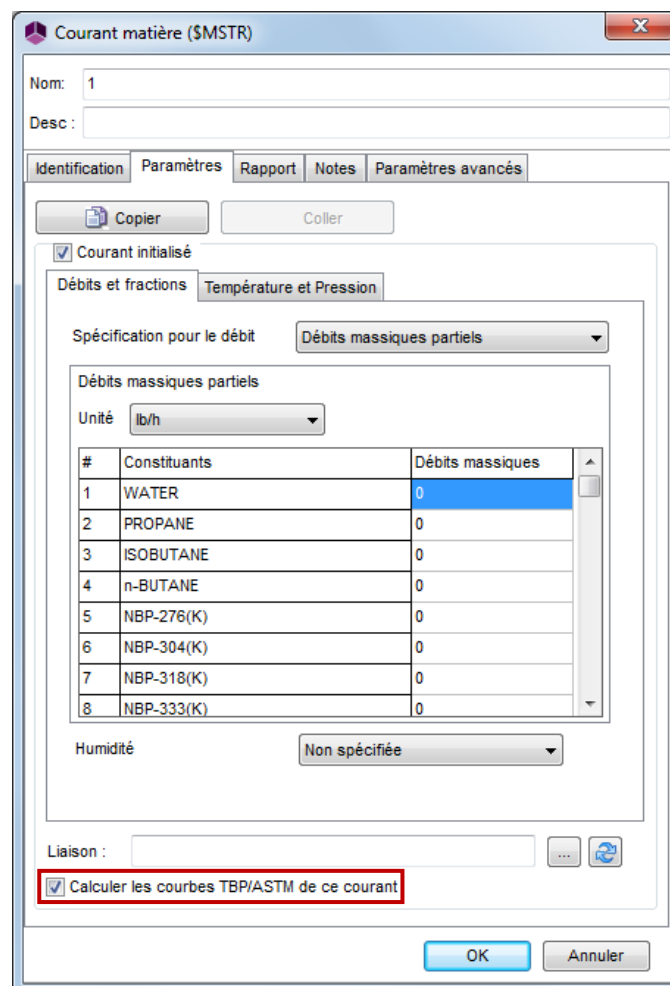 Courant matière ($MSTR)
Nom: 1
Desc :
Identification Paramètres Rapport Notes Paramètres avancés
Copier Coller
Courant initialisé
Débits et fractions Température et Pression
Spécification pour le débit Débits massiques partiels
Débits massiques partiels
Unité lb/h
# Constituants Débits massiques
1 WATER 0
2 PROPANE 0
3 ISOBUTANE 0
4 n-BUTANE 0
5 NBP-276(K) 0
6 NBP-304(K) 0
7 NBP-318(K) 0
8 NBP-333(K) 0
Humidité Non spécifiée
Liaison : ...
Calculer les courbes TBP/ASTM de ce courant
OK Annuler